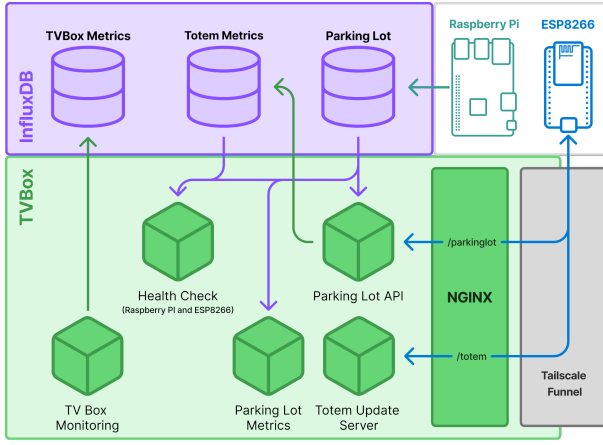 TVBox Metrics
Totem Metrics
Parking Lot
Raspberry Pi
ESP8266
InfluxDB
TVBox
/parkinglot
Health Check
(Raspberry PI and ESP8266)
Parking Lot API
NGINX
/totem
TV Box
Monitoring
Parking Lot
Metrics
Totem Update
Server
Tailscale
Funnel